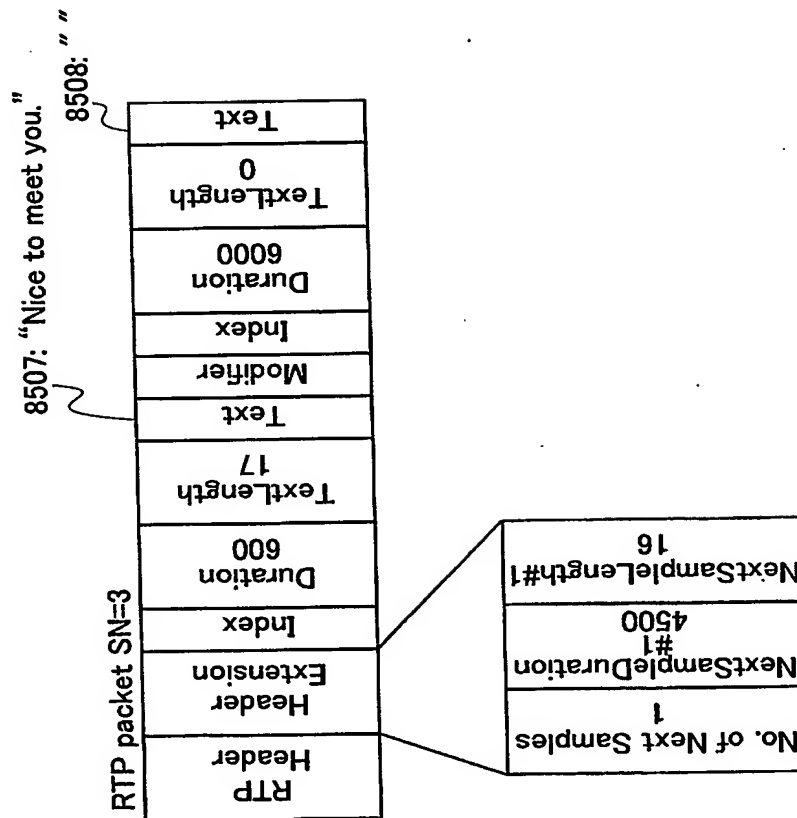 RTP packet SN=3
8507: “Nice to meet you.”
8508: “ ”
RTP
Header
Header
Extension
Index
Duration
600
TextLength
17
Text
Modifier
Index
Duration
6000
TextLength
0
Text
No. of Next Samples
1
NextSampleDuration
#1
4500
NextSampleLength#1
16